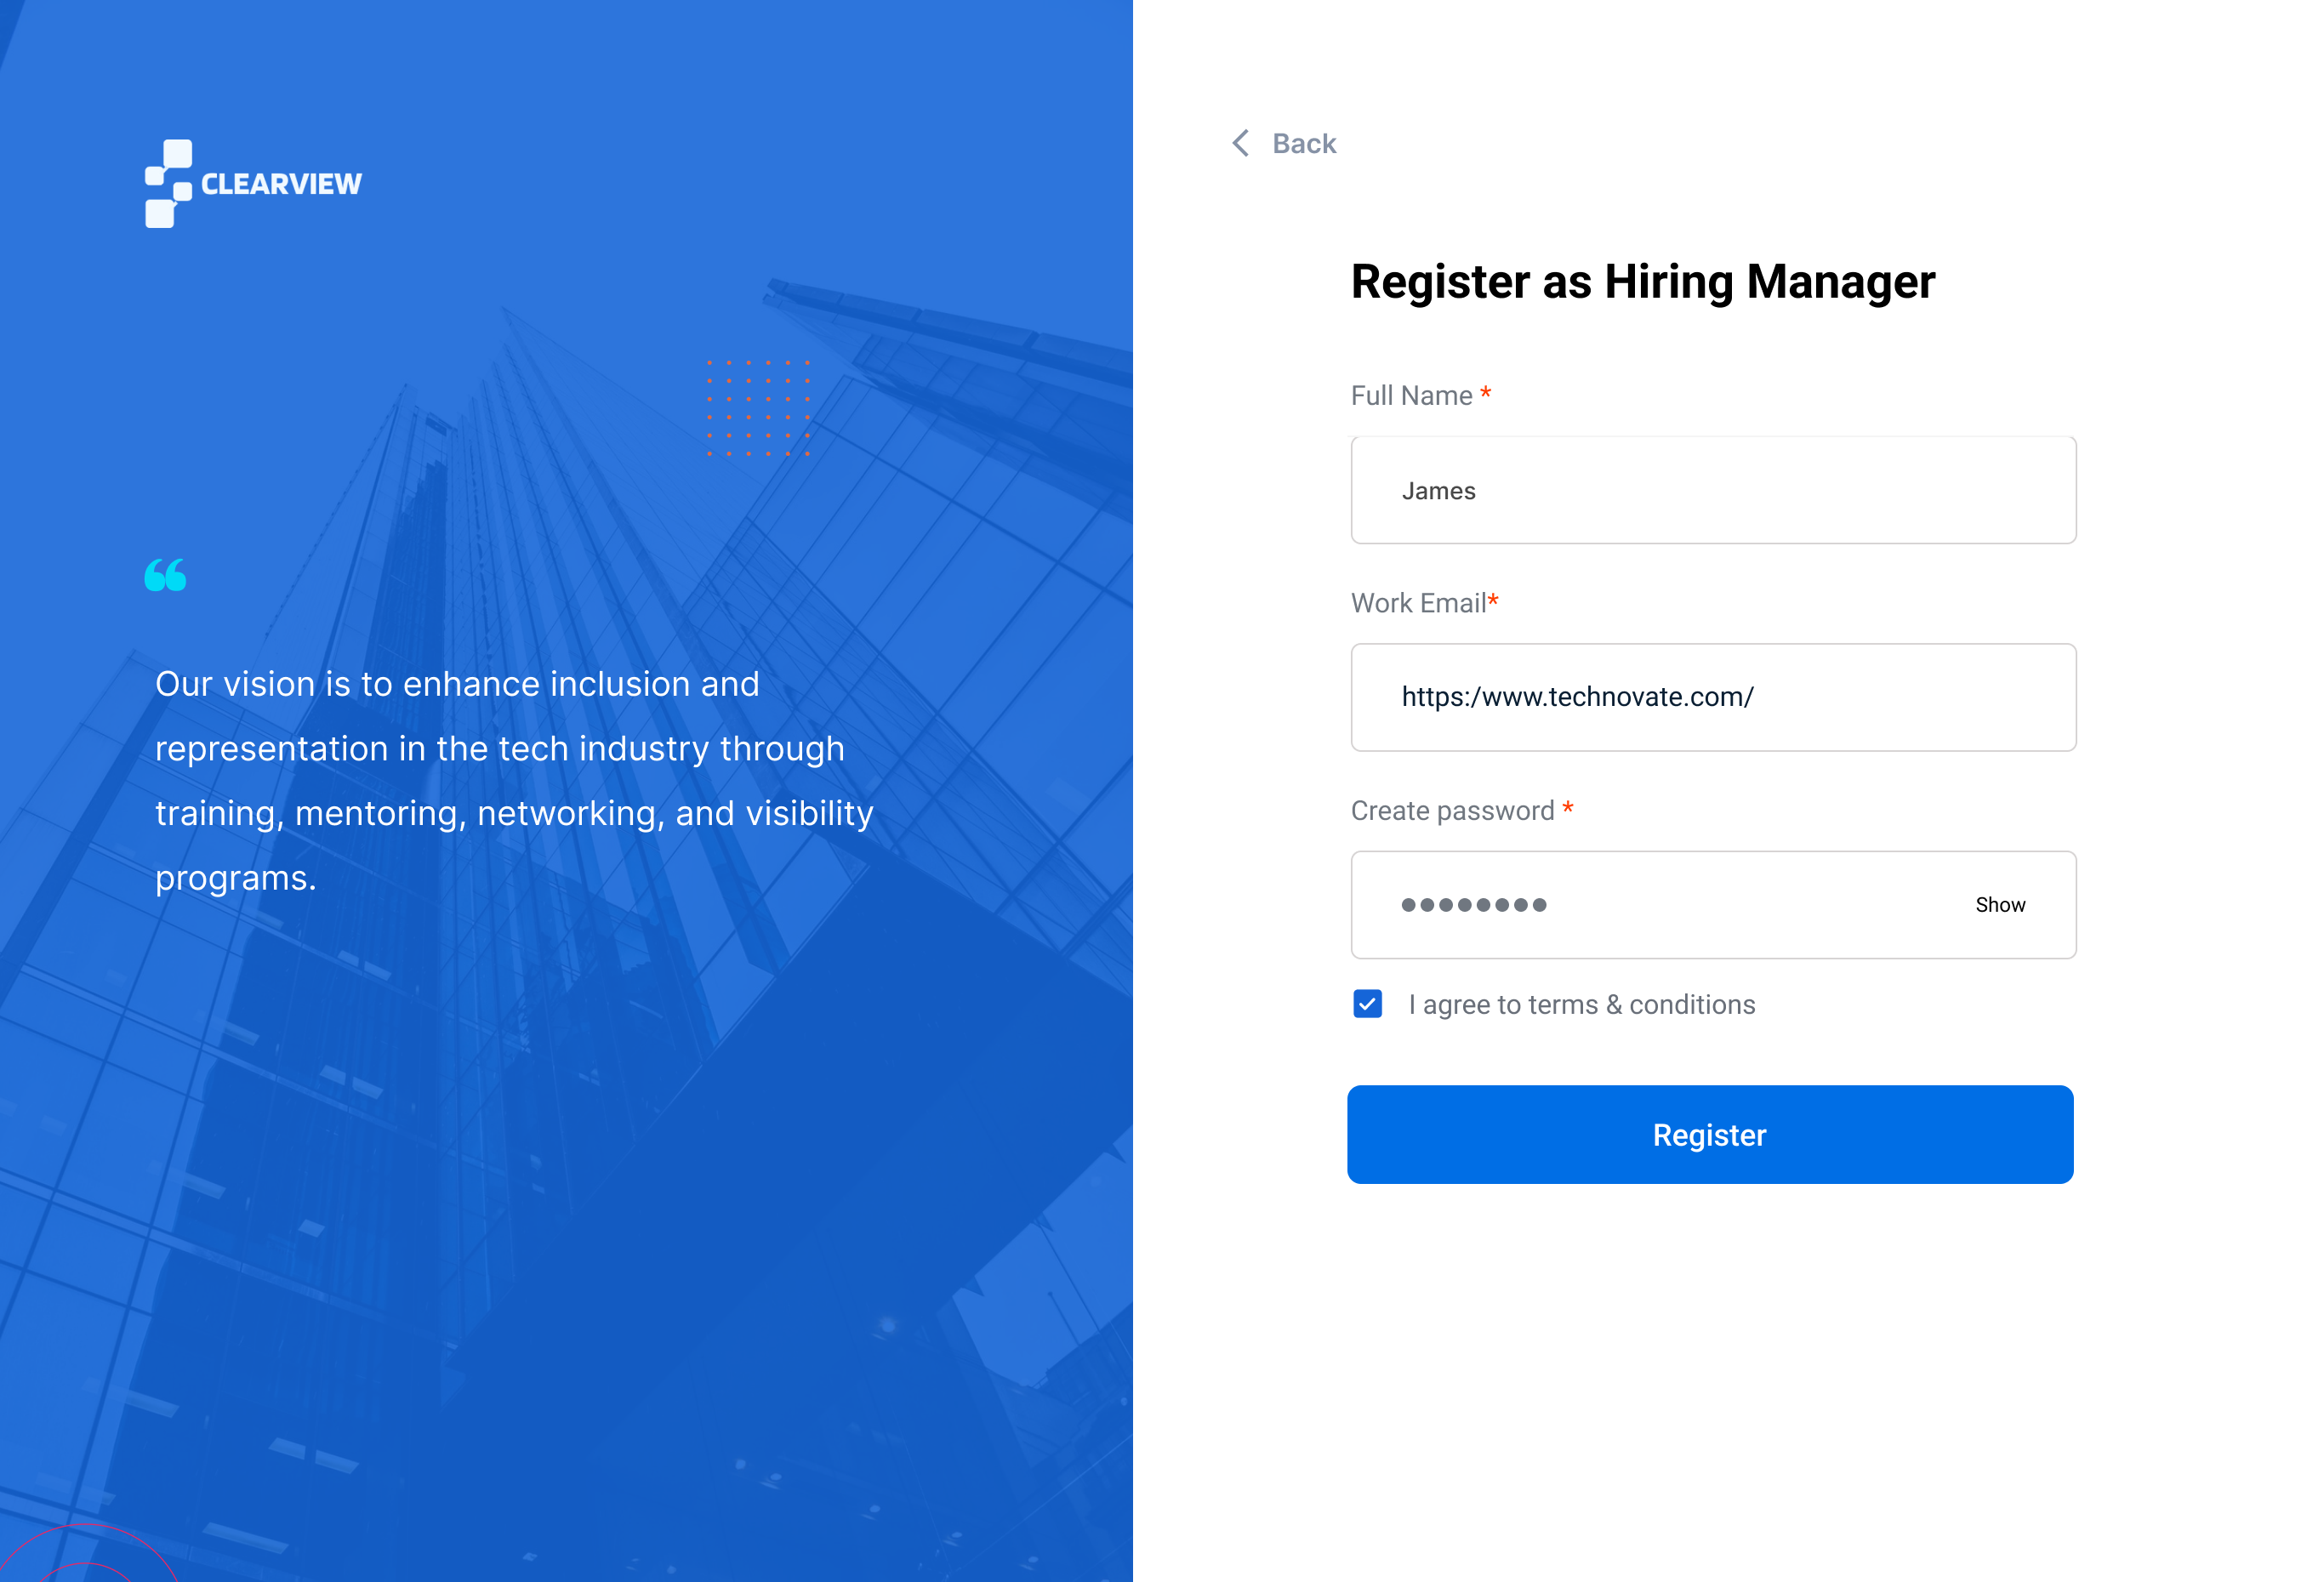 CLEARVIEW
Our vision is to enhance inclusion and
representation in the tech industry through
training, mentoring, networking, and visibility
programs.
Back
Register as Hiring Manager
Full Name *
James
Work Email*
https:/www.technovate.com/
Create password *
Show
I agree to terms & conditions
Register